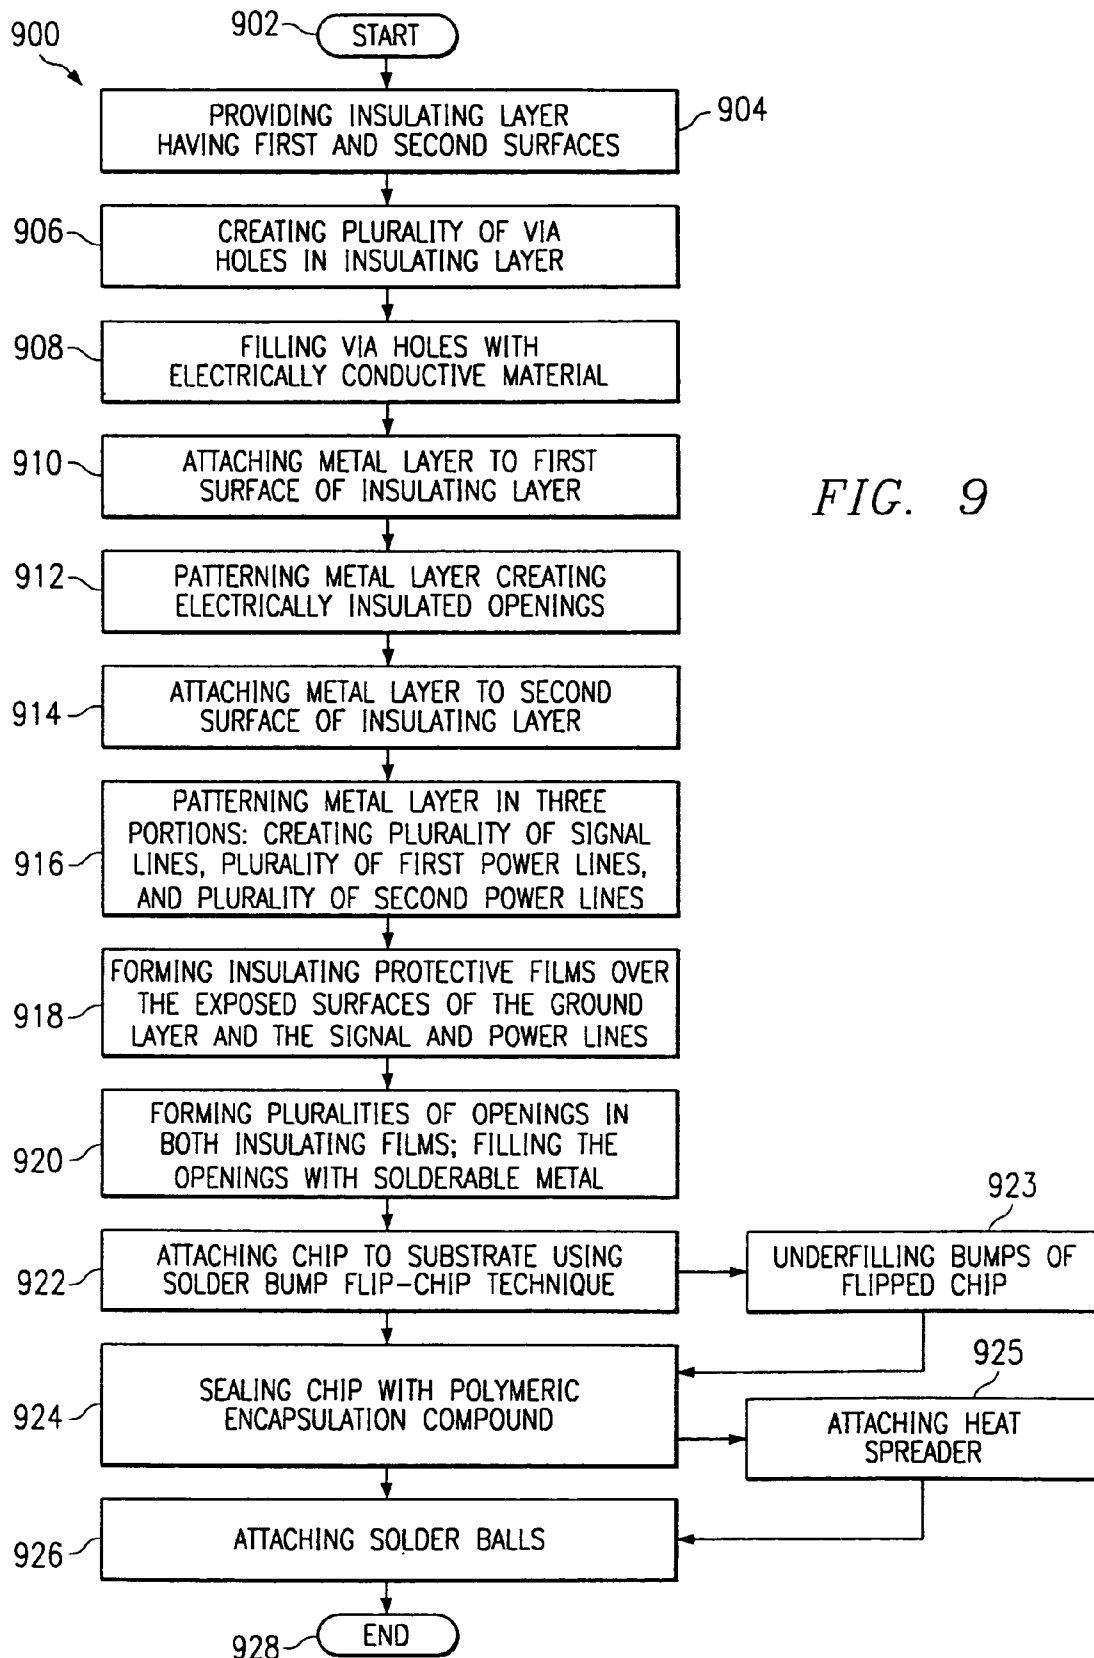 900
902
START
PROVIDING INSULATING LAYER
HAVING FIRST AND SECOND SURFACES
904
906
CREATING PLURALITY OF VIA
HOLES IN INSULATING LAYER
908
FILLING VIA HOLES WITH
ELECTRICALLY CONDUCTIVE MATERIAL
910
ATTACHING METAL LAYER TO FIRST
SURFACE OF INSULATING LAYER
FIG. 9
912
PATTERNING METAL LAYER CREATING
ELECTRICALLY INSULATED OPENINGS
914
ATTACHING METAL LAYER TO SECOND
SURFACE OF INSULATING LAYER
916
PATTERNING METAL LAYER IN THREE
PORTIONS: CREATING PLURALITY OF SIGNAL
LINES, PLURALITY OF FIRST POWER LINES,
AND PLURALITY OF SECOND POWER LINES
918
FORMING INSULATING PROTECTIVE FILMS OVER
THE EXPOSED SURFACES OF THE GROUND
LAYER AND THE SIGNAL AND POWER LINES
920
FORMING PLURALITIES OF OPENINGS IN
BOTH INSULATING FILMS; FILLING THE
OPENINGS WITH SOLDERABLE METAL
922
ATTACHING CHIP TO SUBSTRATE USING
SOLDER BUMP FLIP-CHIP TECHNIQUE
923
UNDERFILLING BUMPS OF
FLIPPED CHIP
924
SEALING CHIP WITH POLYMERIC
ENCAPSULATION COMPOUND
925
ATTACHING HEAT
SPREADER
926
ATTACHING SOLDER BALLS
928
END